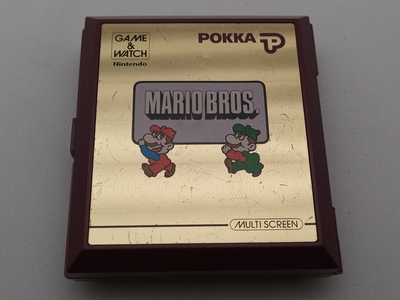 GAME
&
WATCH
Nintendo
POKKA
MARIO BROS.
MULTI SCREEN